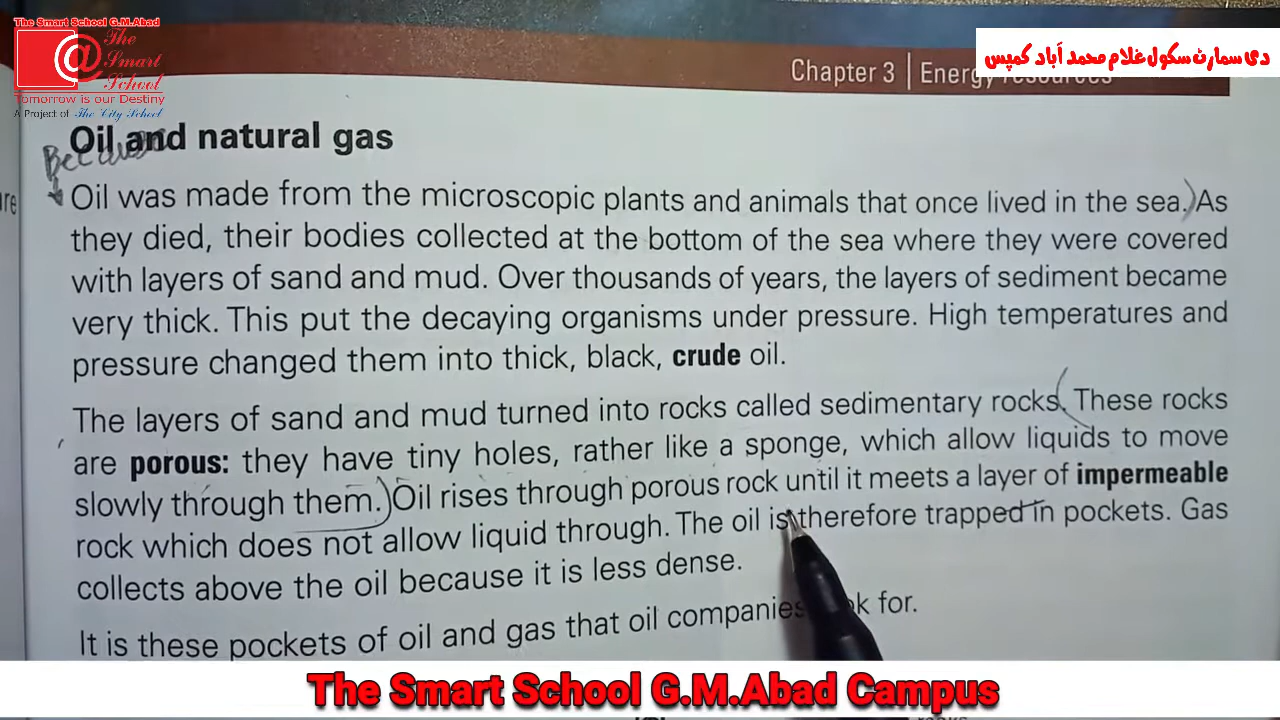 The Smart School G.M.Abad
The
Smart
School
Tomorrow is our Destiny
A Project of The City School
دی سمارٹ سکول غلام محمد آباد کمپس
Chapter 3 | Energy resources
Oil and natural gas
Because
Oil was made from the microscopic plants and animals that once lived in the sea. As
they died, their bodies collected at the bottom of the sea where they were covered
with layers of sand and mud. Over thousands of years, the layers of sediment became
very thick. This put the decaying organisms under pressure. High temperatures and
pressure changed them into thick, black, crude oil.
The layers of sand and mud turned into rocks called sedimentary rocks. These rocks
are porous: they have tiny holes, rather like a sponge, which allow liquids to move
slowly through them. Oil rises through porous rock until it meets a layer of impermeable
rock which does not allow liquid through. The oil is therefore trapped in pockets. Gas
collects above the oil because it is less dense.
It is these pockets of oil and gas that oil companies look for.
The Smart School G.M.Abad Campus